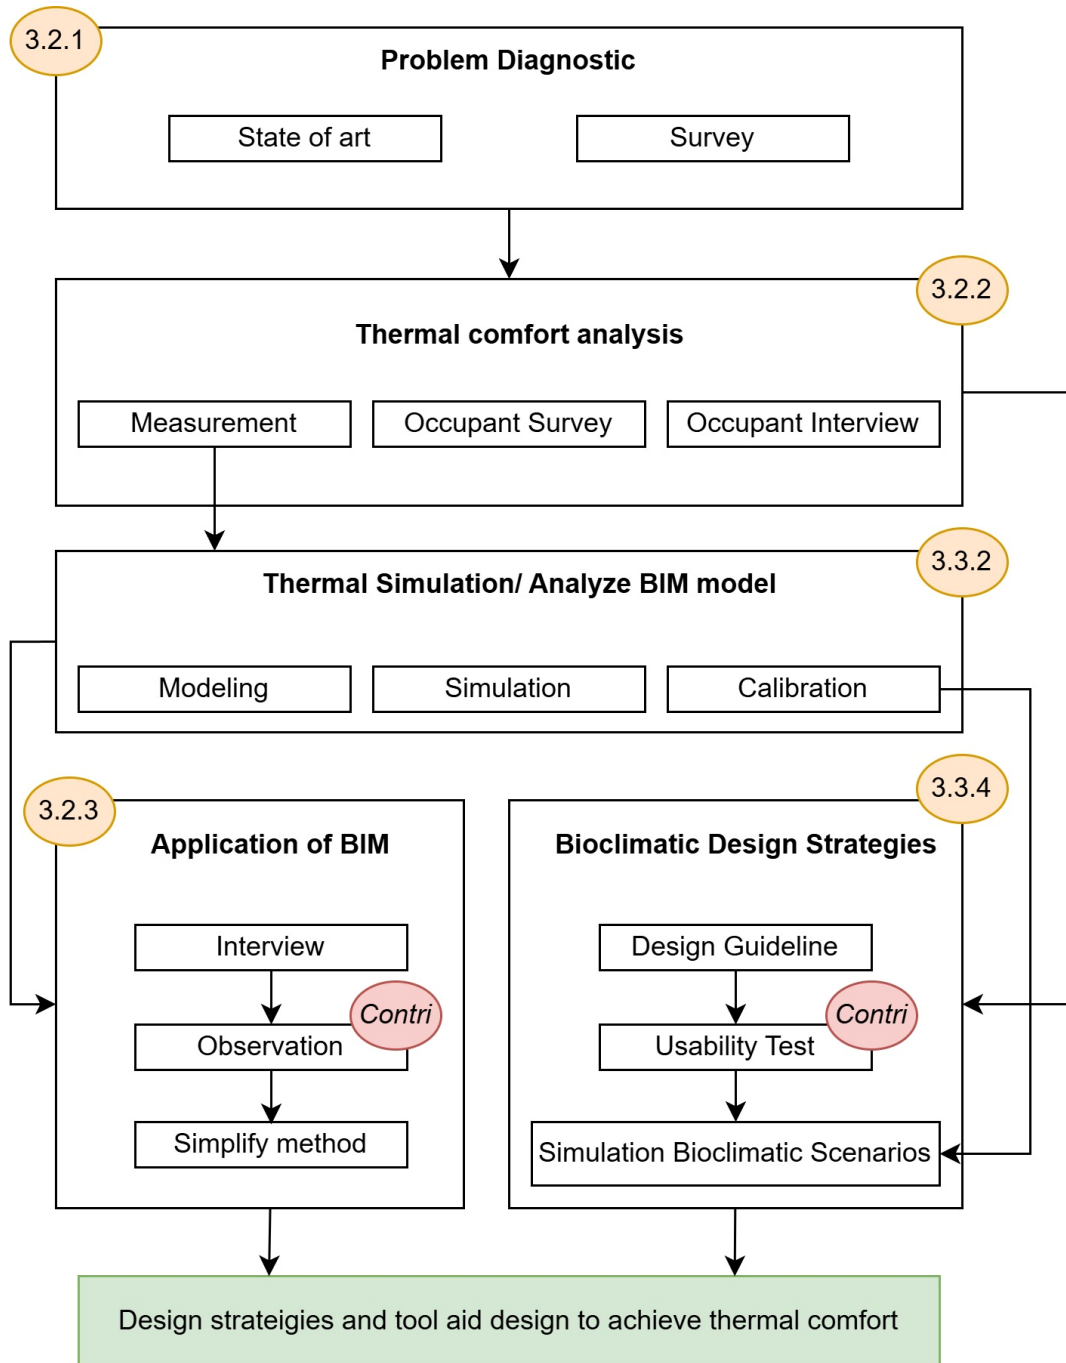 3.2.1
Problem Diagnostic
State of art
Survey
3.2.2
Thermal comfort analysis
Measurement
Occupant Survey
Occupant Interview
3.3.2
Thermal Simulation/ Analyze BIM model
Modeling
Simulation
Calibration
3.2.3
Application of BIM
Interview
Contri
Observation
Simplify method
3.3.4
Bioclimatic Design Strategies
Design Guideline
Contri
Usability Test
Simulation Bioclimatic Scenarios
Design strateigies and tool aid design to achieve thermal comfort